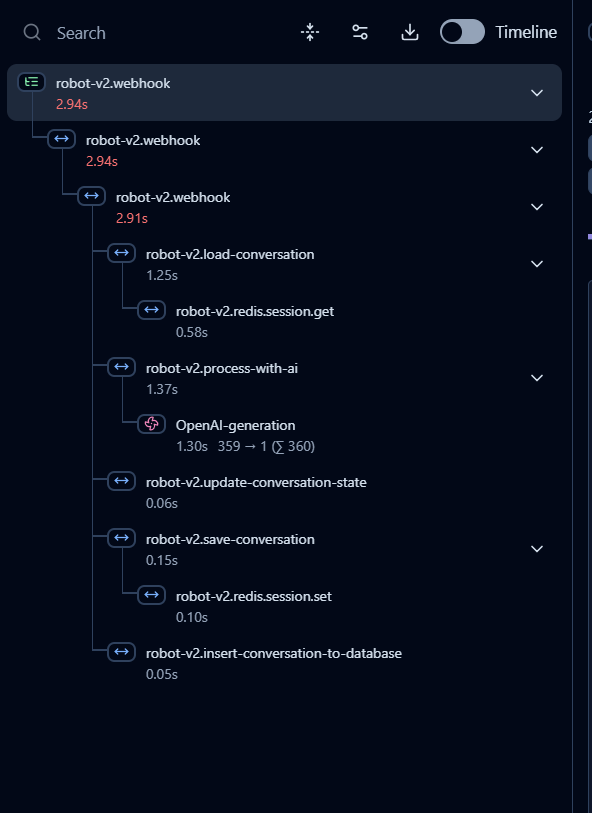 Search
Timeline
robot-v2.webhook
2.94s
robot-v2.webhook
2.94s
robot-v2.webhook
2.91s
robot-v2.load-conversation
1.25s
robot-v2.redis.session.get
0.58s
robot-v2.process-with-ai
1.37s
OpenAI-generation
1.30s 359 → 1 (∑ 360)
robot-v2.update-conversation-state
0.06s
robot-v2.save-conversation
0.15s
robot-v2.redis.session.set
0.10s
robot-v2.insert-conversation-to-database
0.05s